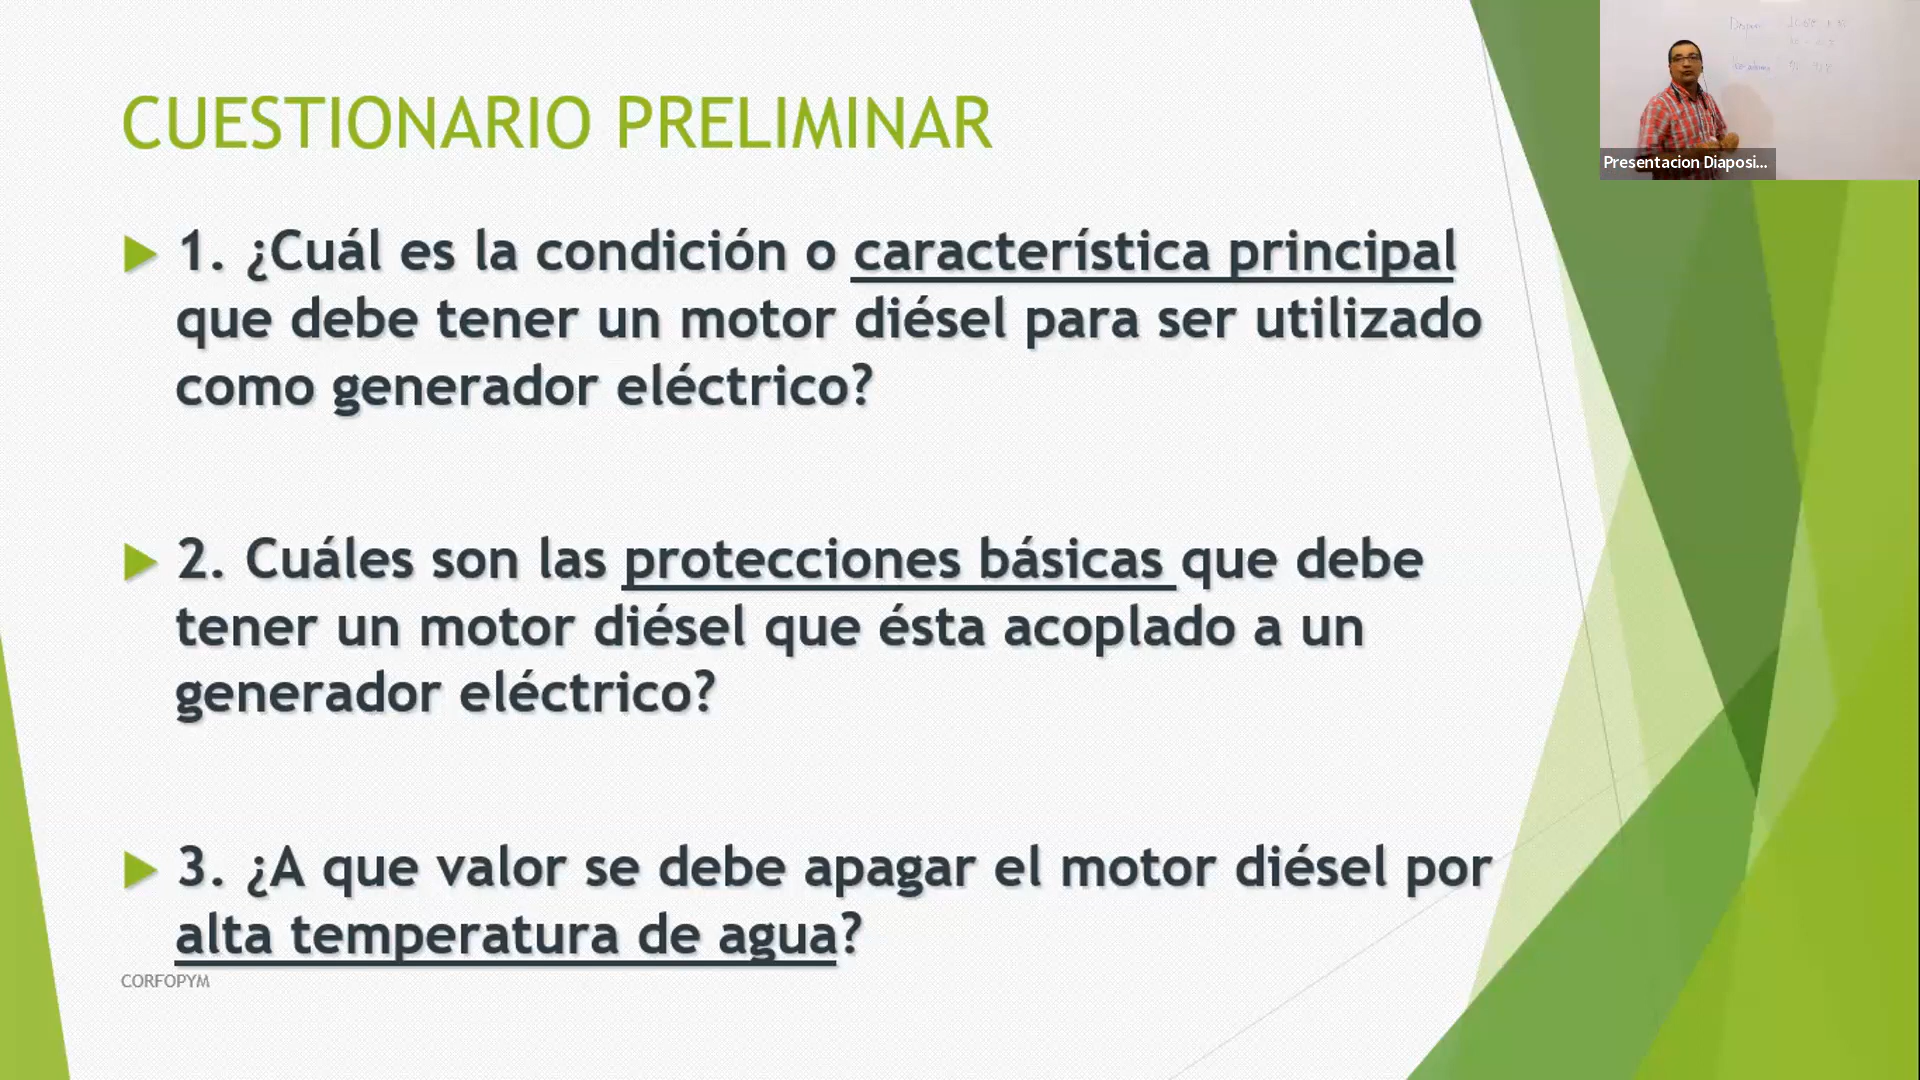 CUESTIONARIO PRELIMINAR
1. ¿Cuál es la condición o característica principal
que debe tener un motor diésel para ser utilizado
como generador eléctrico?
2. Cuáles son las protecciones básicas que debe
tener un motor diésel que ésta acoplado a un
generador eléctrico?
3. ¿A que valor se debe apagar el motor diésel por
alta temperatura de agua?
CORFOPYM
Presentacion Diaposi...